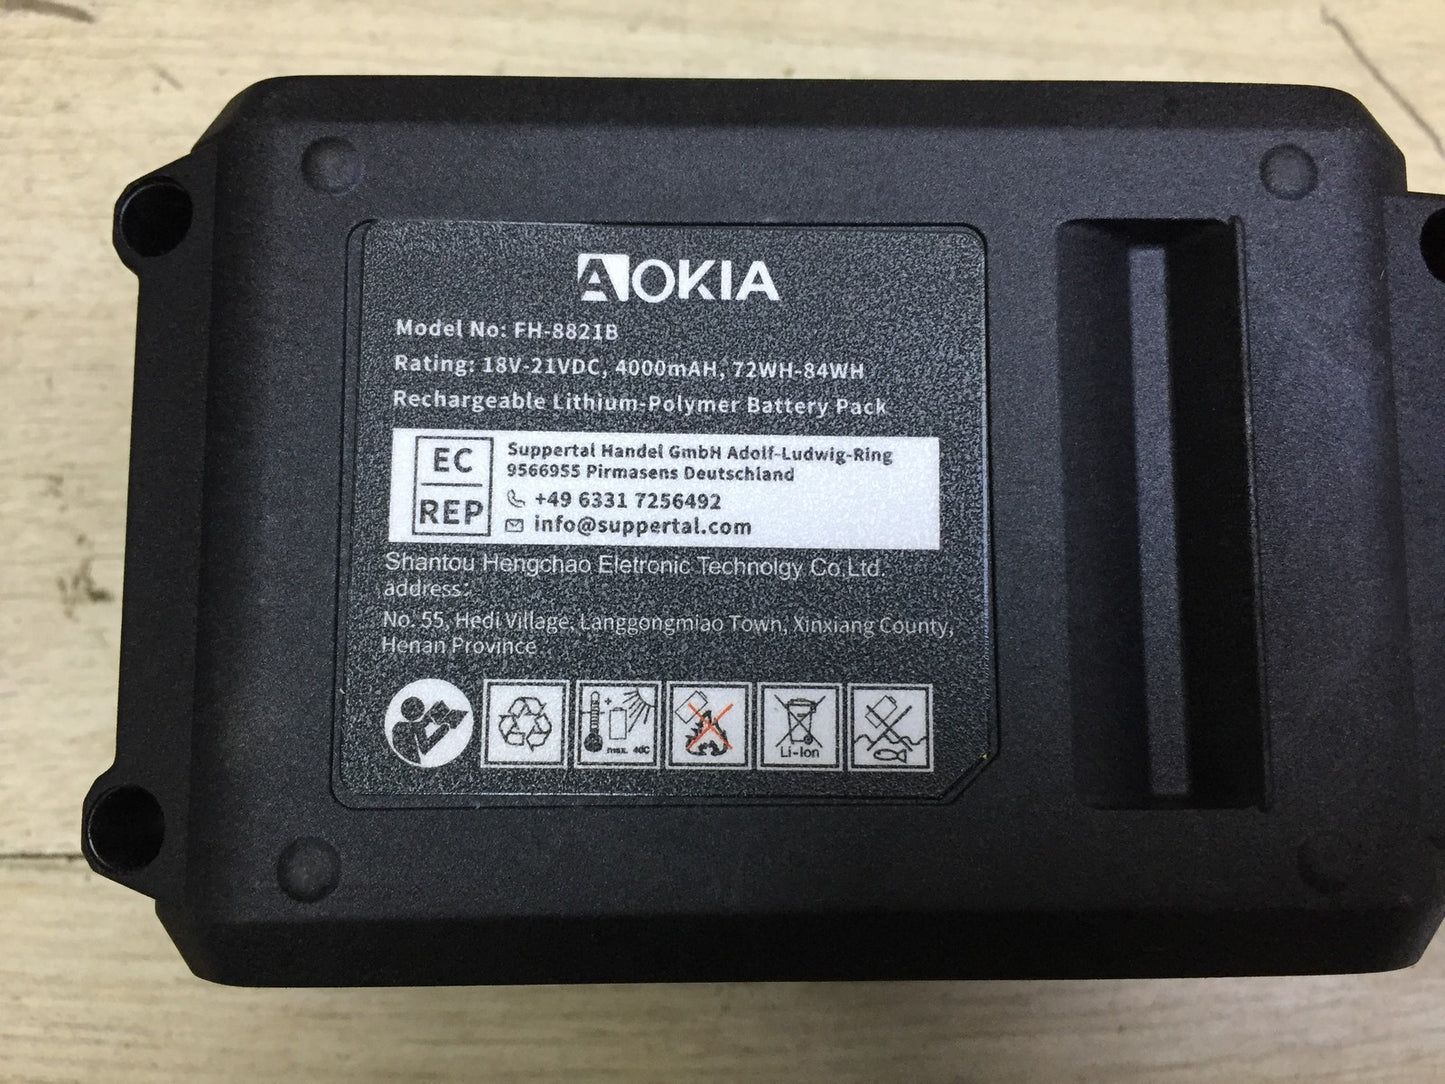 AOKIA
Model No: FH-8821B
Rating: 18V-21VDC, 4000mAH, 72WH-84WH
Rechargeable Lithium-Polymer Battery Pack
EC
REP
Suppertal Handel GmbH Adolf-Ludwig-Ring
9566955 Pirmasens Deutschland
+49 6331 7256492
info@suppertal.com
Shantou Hengchao Eletronic Technolgy Co,Ltd.
address:
No. 55, Hedi Village, Langgongmiao Town, Xinxiang County,
Henan Province
+
max. 40C
Li-Ion